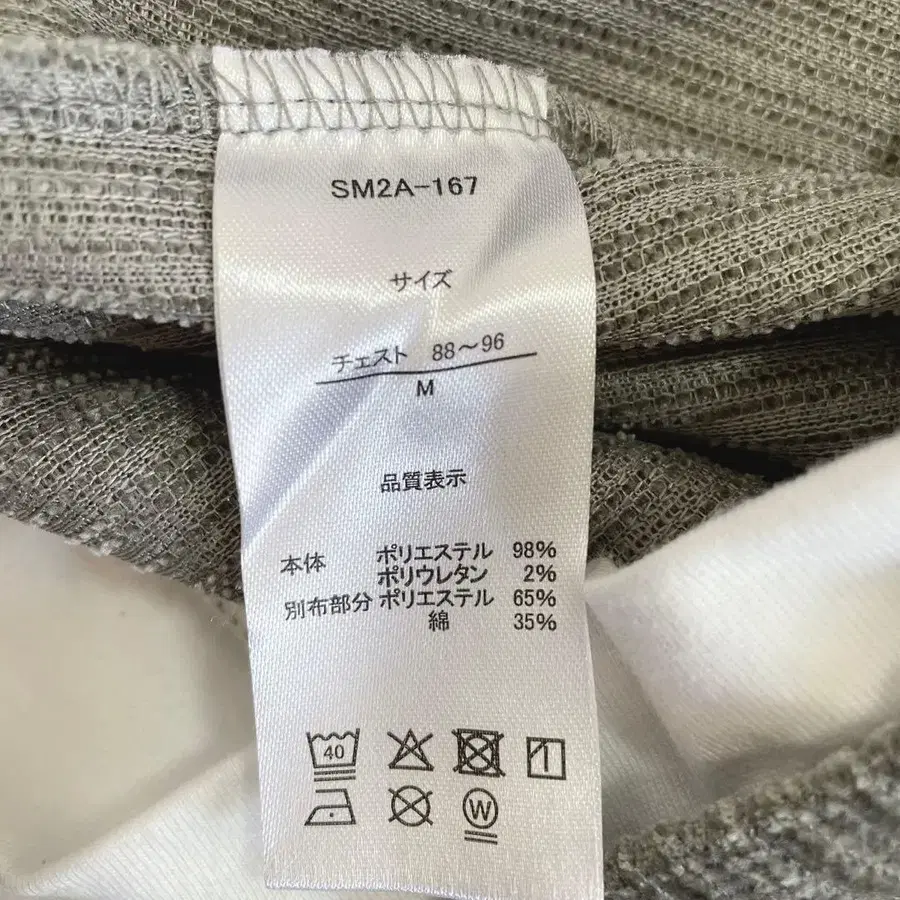 SM2A-167
サイズ
チェスト 88〜96
M
品質表示
本体 ポリエステル 98%
ポリウレタン 2%
別布部分 ポリエステル 65%
綿 35%
40
W